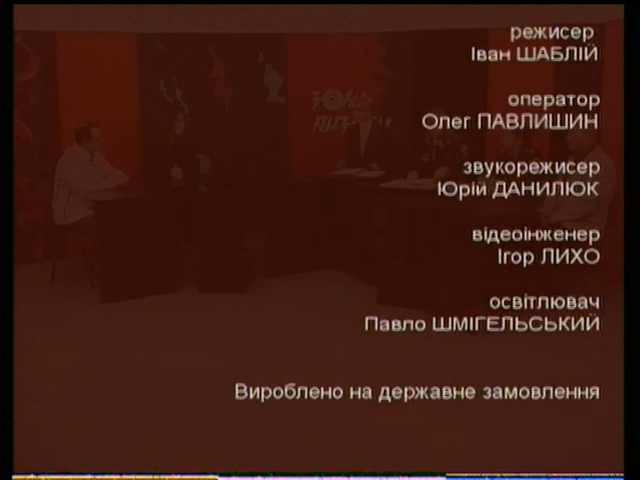 режисер
Іван ШАБЛІЙ
оператор
Олег ПАВЛИШИН
звукорежисер
Юрій ДАНИЛЮК
відеоінженер
Ігор ЛИХО
освітлювач
Павло ШМІГЕЛЬСЬКИЙ
Вироблено на державне замовлення